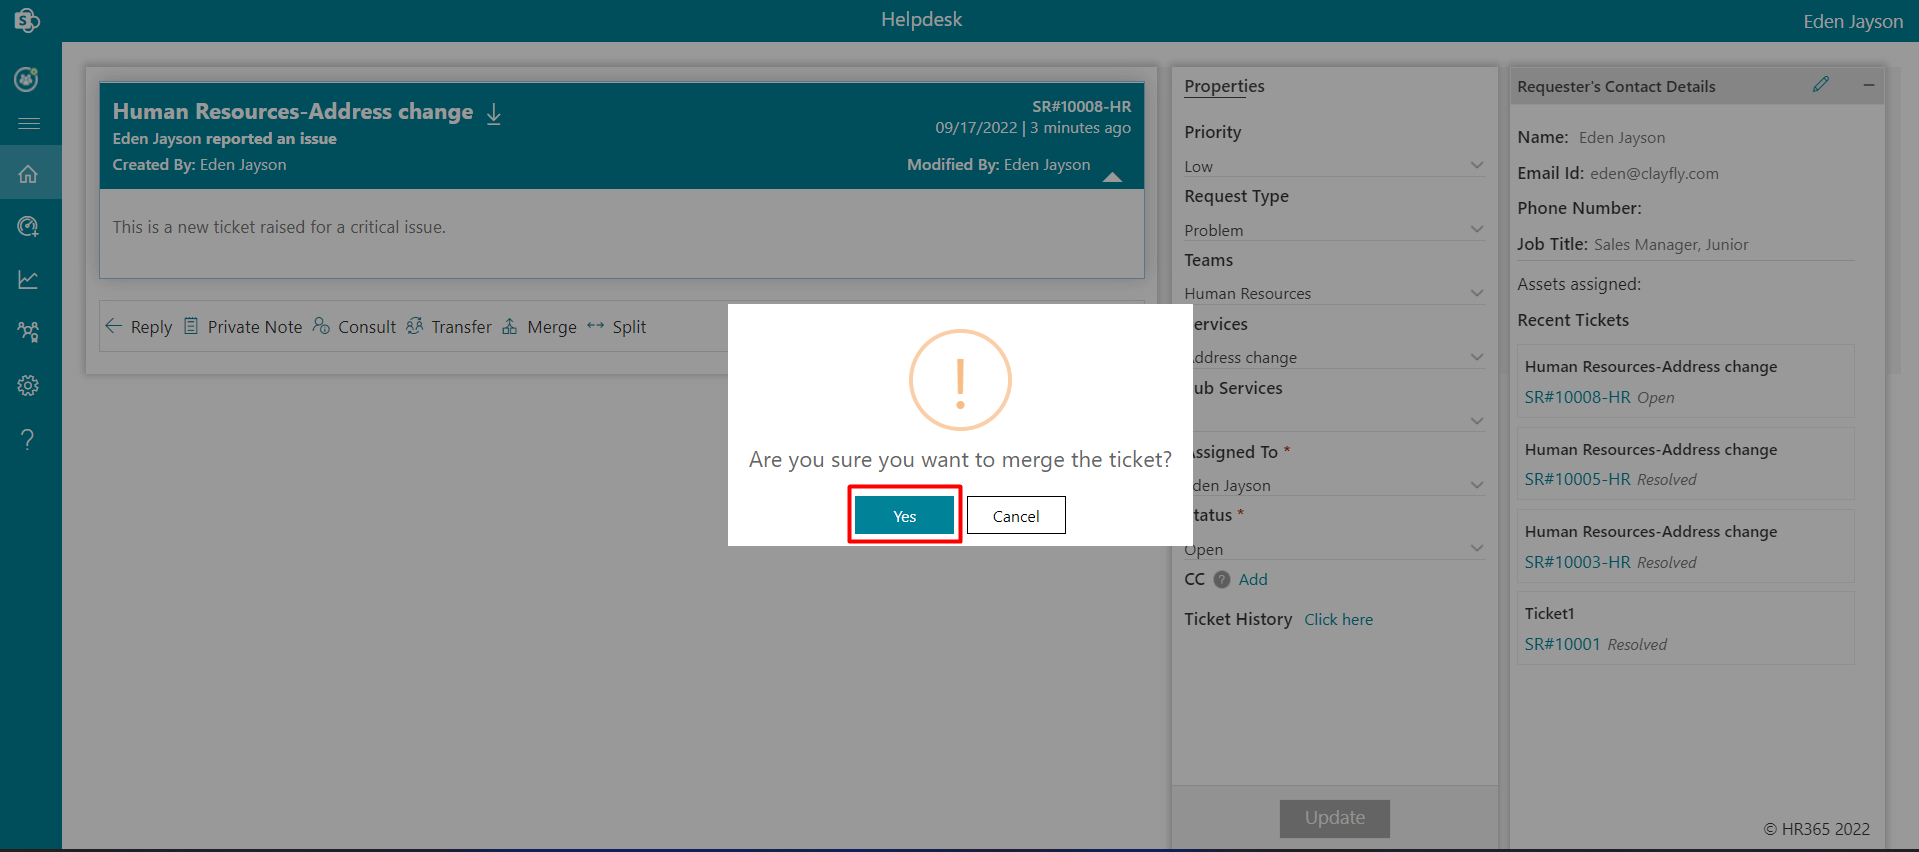 Helpdesk
Eden Jayson
Human Resources-Address change
SR#10008-HR
Eden Jayson reported an issue
09/17/2022 | 3 minutes ago
Created By: Eden Jayson
Modified By: Eden Jayson
This is a new ticket raised for a critical issue.
Reply Private Note Consult Transfer Merge Split
Are you sure you want to merge the ticket?
Yes
Cancel
Properties
Priority
Low
Request Type
Problem
Teams
Human Resources
ervices
ddress change
ub Services
ssigned To *
den Jayson
tatus *
Open
CC ? Add
Ticket History Click here
Update
Requester's Contact Details
Name: Eden Jayson
Email Id: eden@clayfly.com
Phone Number:
Job Title: Sales Manager, Junior
Assets assigned:
Recent Tickets
Human Resources-Address change
SR#10008-HR Open
Human Resources-Address change
SR#10005-HR Resolved
Human Resources-Address change
SR#10003-HR Resolved
Ticket1
SR#10001 Resolved
© HR365 2022